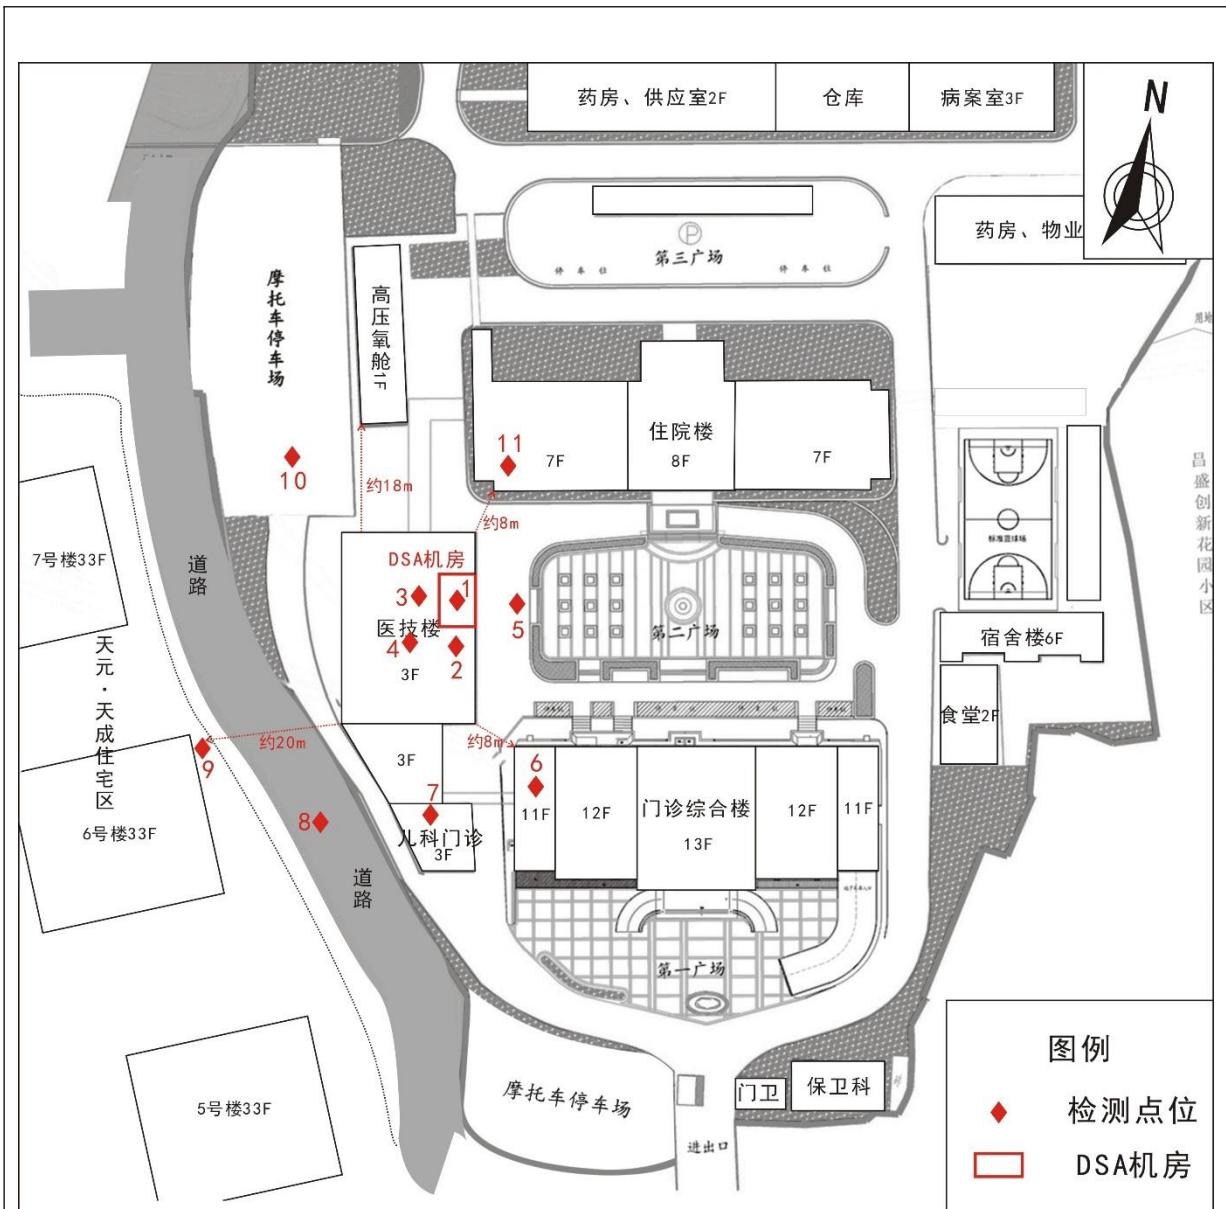 药房、供应室2F
仓库
病案室3F
N
药房、物业
P
第三广场
停车位
停车位
摩托车停车场
高压氧舱1F
住院楼
8F
7F
7F
11
10
约18m
约8m
用地
昌盛创新花园小区
标准篮球场
7号楼33F
道路
DSA机房
3
1
医技楼
4
2
3F
5
第二广场
宿舍楼6F
食堂2F
天元·天成住宅区
约20m
约8m
9
6号楼33F
8
道路
3F
7
儿科门诊
3F
6
11F
12F
门诊综合楼
13F
12F
11F
第一广场
摩托车停车场
门卫
保卫科
进出口
5号楼33F
图例
检测点位
DSA机房